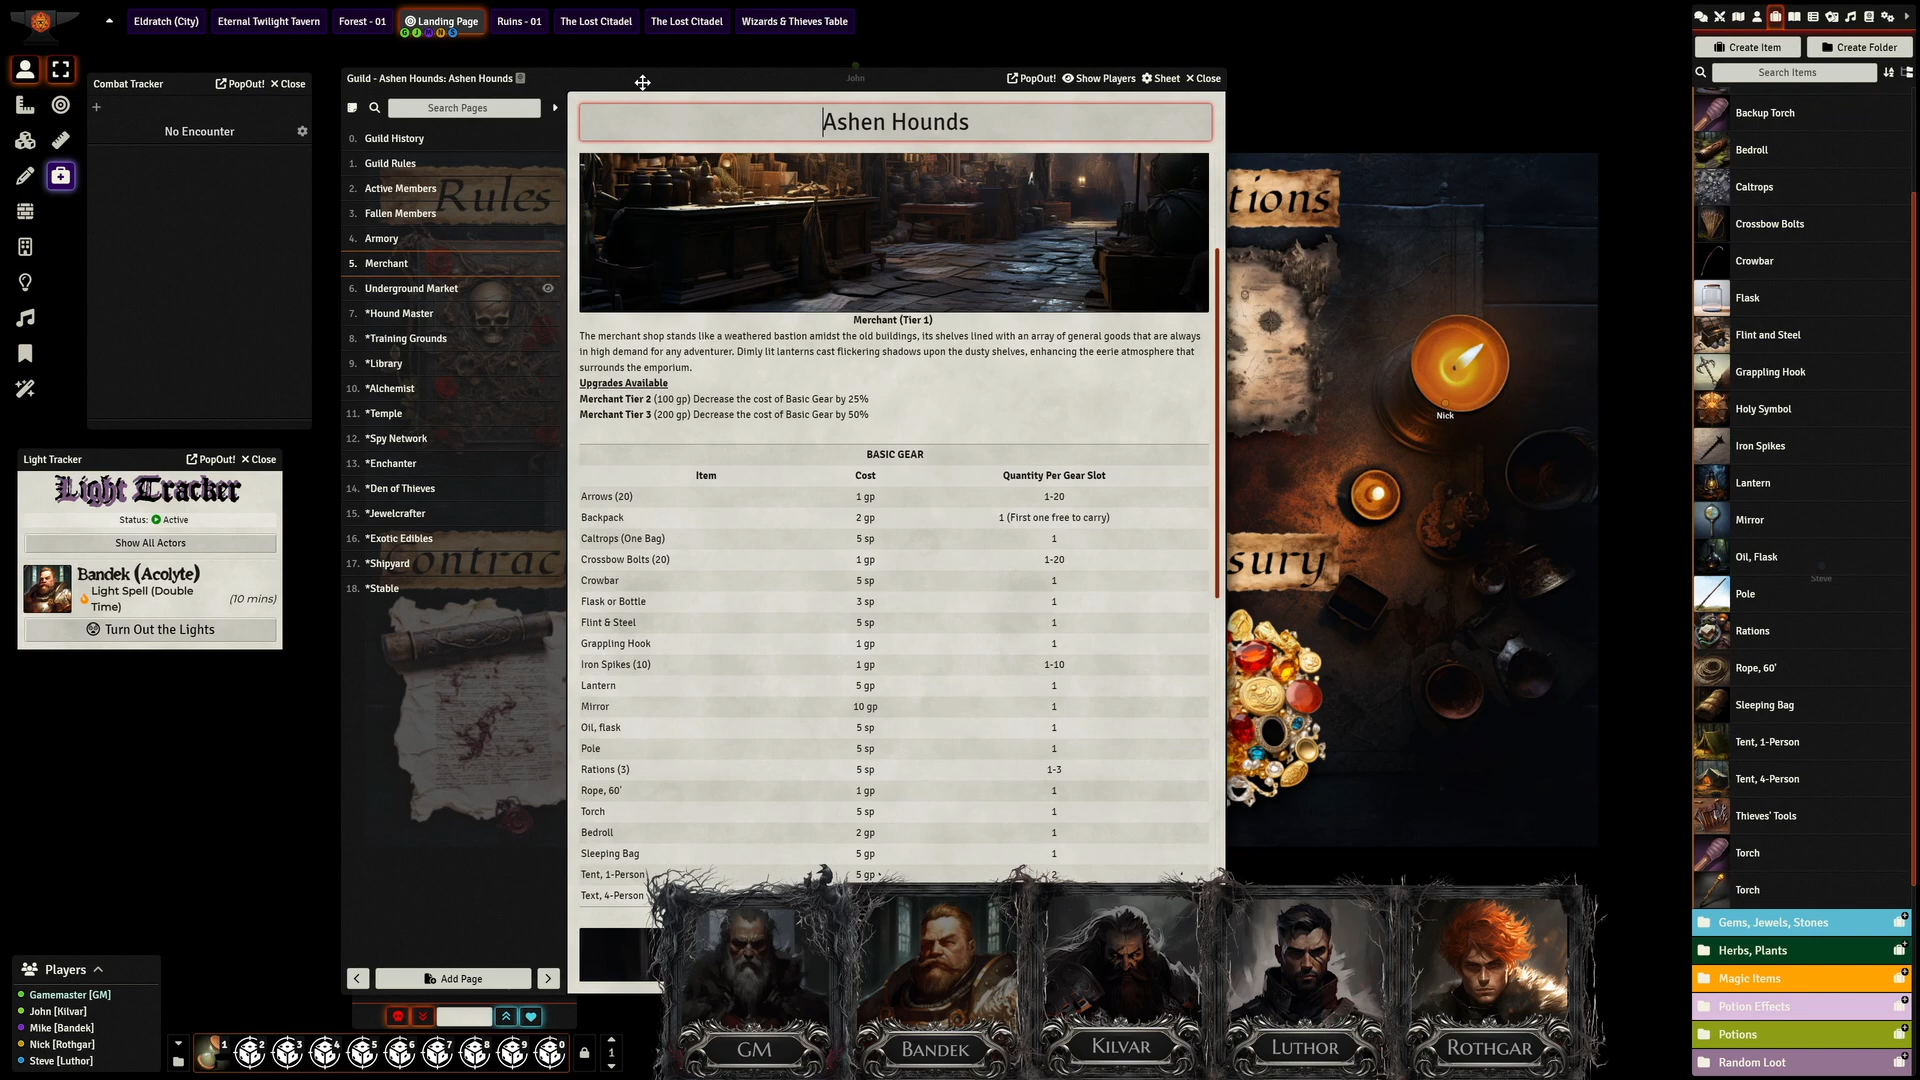 Eldratch (City)
Eternal Twilight Tavern
Forest - 01
Landing Page
G J M N S
Ruins - 01
The Lost Citadel
The Lost Citadel
Wizards & Thieves Table
Combat Tracker
PopOut!
Close
No Encounter
Light Tracker
PopOut!
Close
Light Tracker
Status: Active
Show All Actors
Bandek (Acolyte)
Light Spell (Double
Time)
(10 mins)
Turn Out the Lights
Guild - Ashen Hounds: Ashen Hounds
John
PopOut!
Show Players
Sheet
Close
Search Pages
0. Guild History
1. Guild Rules
2. Active Members
3. Fallen Members
4. Armory
5. Merchant
6. Underground Market
7. *Hound Master
8. *Training Grounds
9. *Library
10. *Alchemist
11. *Temple
12. *Spy Network
13. *Enchanter
14. *Den of Thieves
15. *Jewelcrafter
16. *Exotic Edibles
17. *Shipyard
18. *Stable
Rules
Contrac
Add Page
Ashen Hounds
Merchant (Tier 1)
The merchant shop stands like a weathered bastion amidst the old buildings, its shelves lined with an array of general goods that are always
in high demand for any adventurer. Dimly lit lanterns cast flickering shadows upon the dusty shelves, enhancing the eerie atmosphere that
surrounds the emporium.
Upgrades Available
Merchant Tier 2 (100 gp) Decrease the cost of Basic Gear by 25%
Merchant Tier 3 (200 gp) Decrease the cost of Basic Gear by 50%
BASIC GEAR
Item Cost Quantity Per Gear Slot
Arrows (20) 1 gp 1-20
Backpack 2 gp 1 (First one free to carry)
Caltrops (One Bag) 5 sp 1
Crossbow Bolts (20) 1 gp 1-20
Crowbar 5 sp 1
Flask or Bottle 3 sp 1
Flint & Steel 5 sp 1
Grappling Hook 1 gp 1
Iron Spikes (10) 1 gp 1-10
Lantern 5 gp 1
Mirror 10 gp 1
Oil, flask 5 sp 1
Pole 5 sp 1
Rations (3) 5 sp 1-3
Rope, 60' 1 gp 1
Torch 5 sp 1
Bedroll 2 gp 1
Sleeping Bag 5 gp 1
Tent, 1-Person 5 gp 2
Text, 4-Person
tions
sury
Nick
Steve
Create Item
Create Folder
Search Items
Backup Torch
Bedroll
Caltrops
Crossbow Bolts
Crowbar
Flask
Flint and Steel
Grappling Hook
Holy Symbol
Iron Spikes
Lantern
Mirror
Oil, Flask
Pole
Rations
Rope, 60'
Sleeping Bag
Tent, 1-Person
Tent, 4-Person
Thieves' Tools
Torch
Torch
Gems, Jewels, Stones
Herbs, Plants
Magic Items
Potion Effects
Potions
Random Loot
Players
Gamemaster [GM]
John [Kilvar]
Mike [Bandek]
Nick [Rothgar]
Steve [Luthor]
1 2 3 4 5 6 7 8 9 0
1
GM
BANDEK
KILVAR
LUTHOR
ROTHGAR